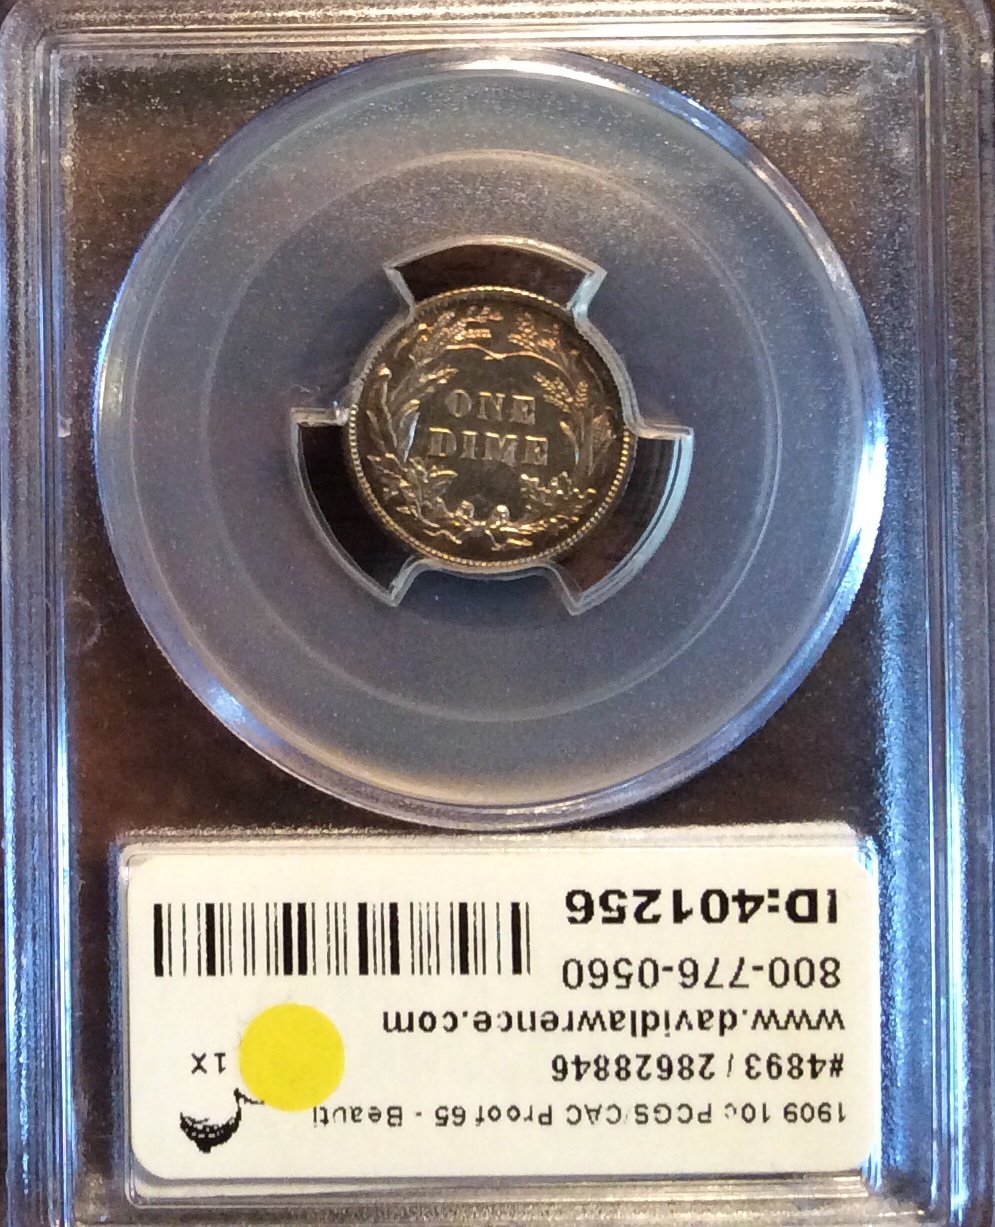 ONE
DIME
1909 10c PCGS/CAC Proof 65 - Beauti
#4893 / 28628846
1X
www.davidlawrence.com
800-776-0560
ID:401256